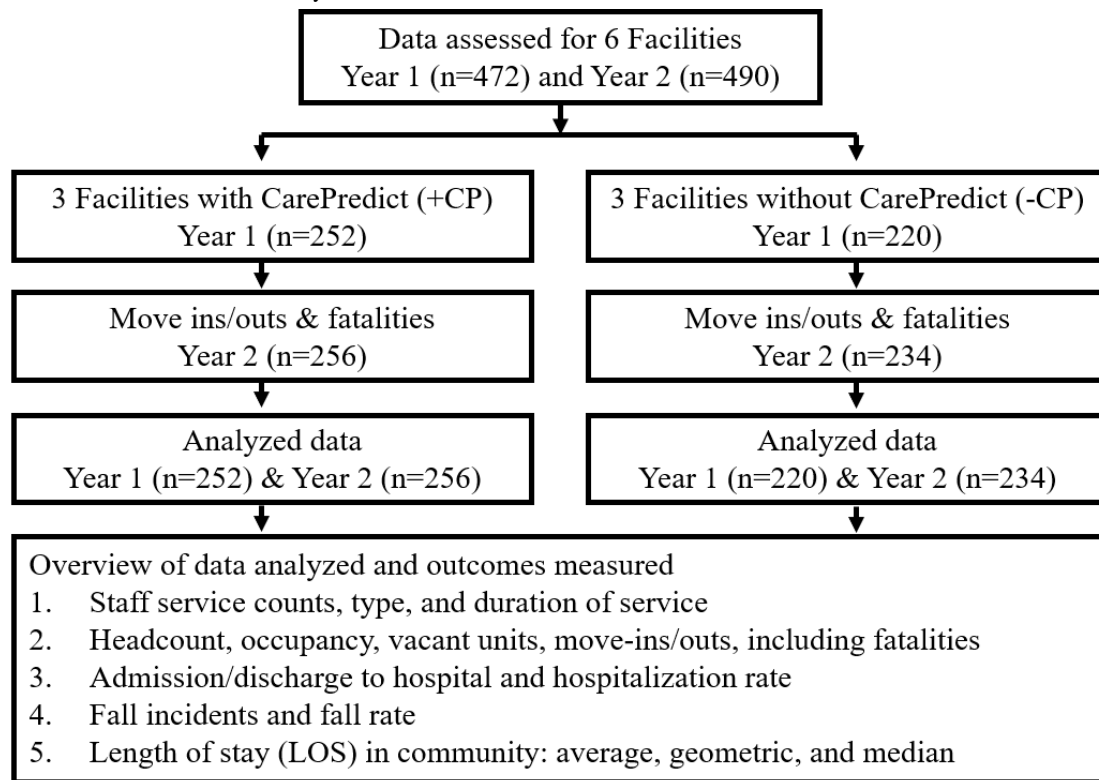 Data assessed for 6 Facilities
Year 1 (n=472) and Year 2 (n=490)
3 Facilities with CarePredict (+CP)
Year 1 (n=252)
3 Facilities without CarePredict (-CP)
Year 1 (n=220)
Move ins/outs & fatalities
Year 2 (n=256)
Move ins/outs & fatalities
Year 2 (n=234)
Analyzed data
Year 1 (n=252) & Year 2 (n=256)
Analyzed data
Year 1 (n=220) & Year 2 (n=234)
Overview of data analyzed and outcomes measured
1. Staff service counts, type, and duration of service
2. Headcount, occupancy, vacant units, move-ins/outs, including fatalities
3. Admission/discharge to hospital and hospitalization rate
4. Fall incidents and fall rate
5. Length of stay (LOS) in community: average, geometric, and median